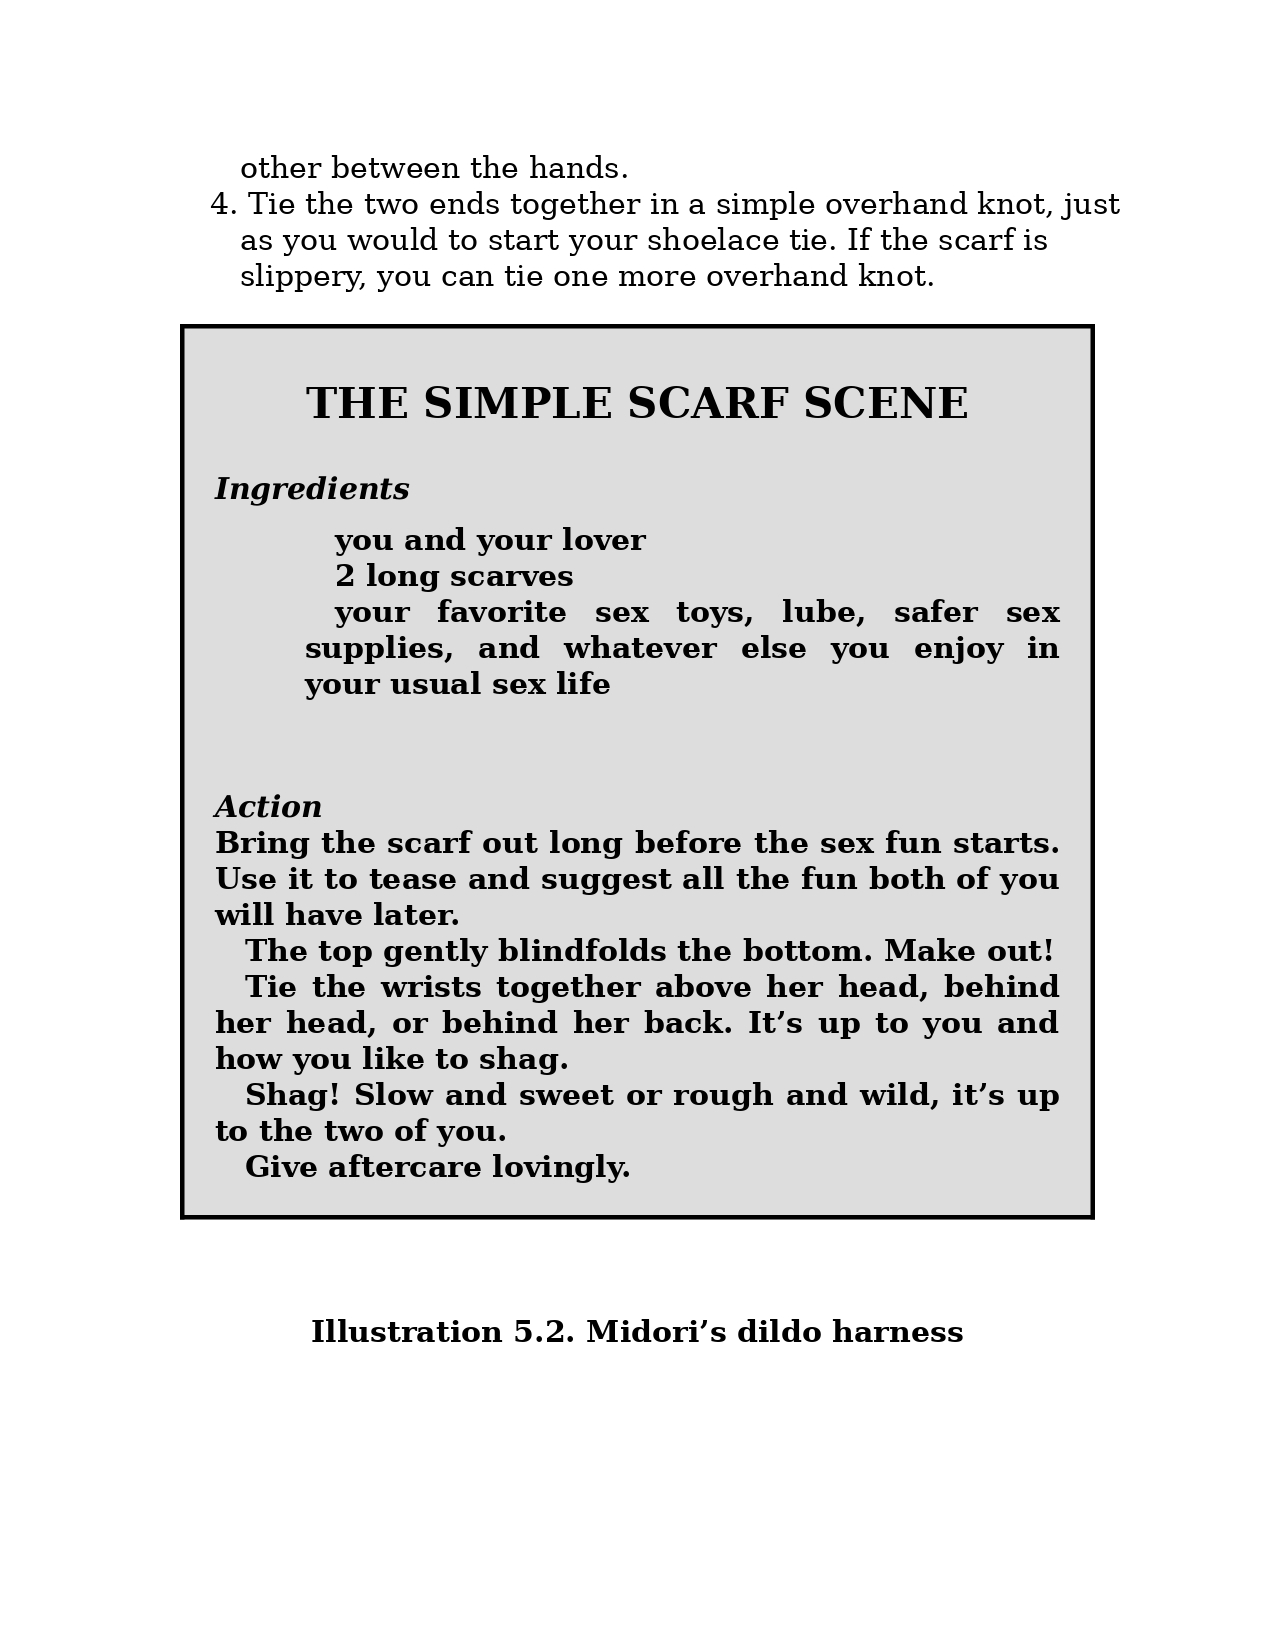 other between the hands.
4. Tie the two ends together in a simple overhand knot, just
as you would to start your shoelace tie. If the scarf is
slippery, you can tie one more overhand knot.
THE SIMPLE SCARF SCENE
Ingredients
you and your lover
2 long scarves
your favorite sex toys, lube, safer sex
supplies, and whatever else you enjoy in
your usual sex life
Action
Bring the scarf out long before the sex fun starts.
Use it to tease and suggest all the fun both of you
will have later.
The top gently blindfolds the bottom. Make out!
Tie the wrists together above her head, behind
her head, or behind her back. It’s up to you and
how you like to shag.
Shag! Slow and sweet or rough and wild, it’s up
to the two of you.
Give aftercare lovingly.
Illustration 5.2. Midori’s dildo harness